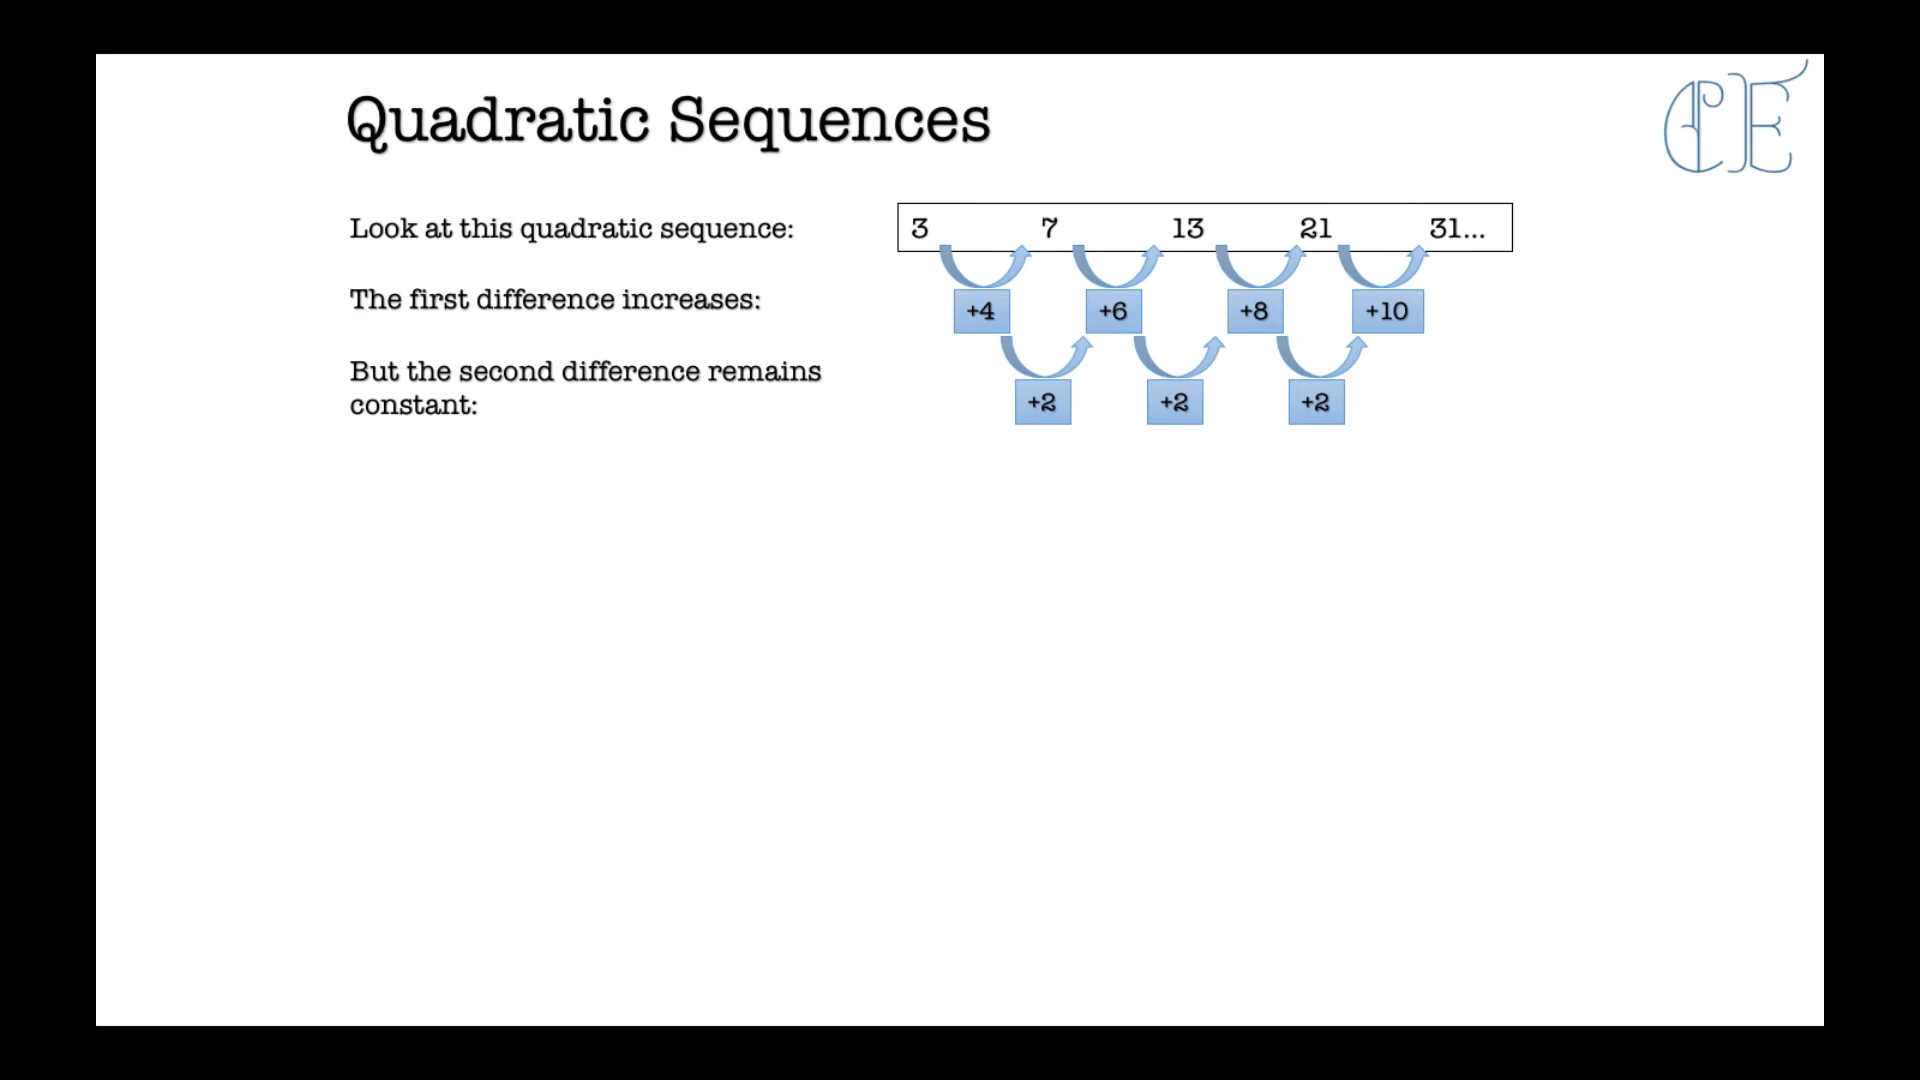 CE
Quadratic Sequences
Look at this quadratic sequence:
3 7 13 21 31...
The first difference increases:
+4 +6 +8 +10
But the second difference remains
constant:
+2 +2 +2